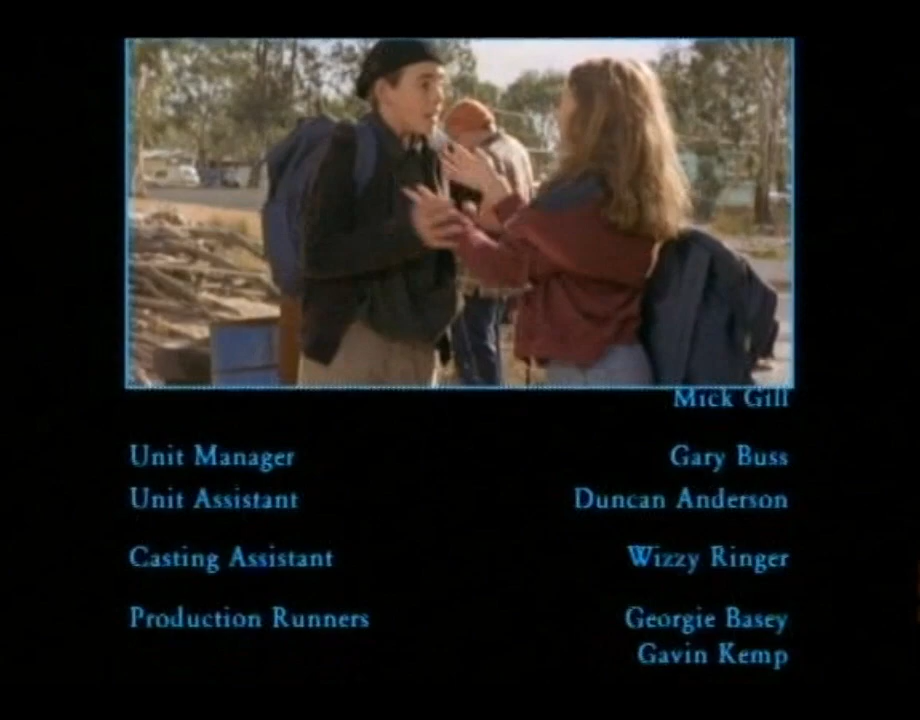 Mick Gill
Unit Manager Gary Buss
Unit Assistant Duncan Anderson
Casting Assistant Wizzy Ringer
Production Runners Georgie Basey
Gavin Kemp